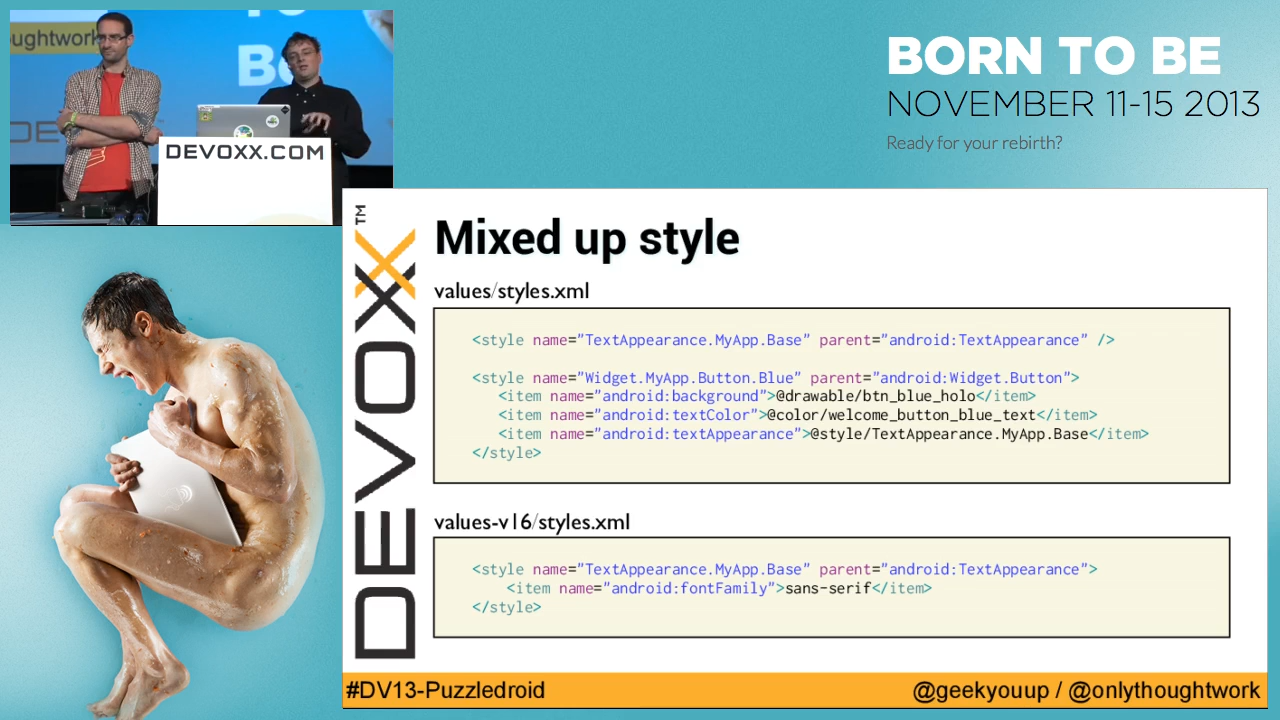 oughtwork
Be
DEVOXX.COM
BORN TO BE
NOVEMBER 11-15 2013
Ready for your rebirth?
DEVOXX™
Mixed up style
values/styles.xml
<style name="TextAppearance.MyApp.Base" parent="android:TextAppearance" />
<style name="Widget.MyApp.Button.Blue" parent="android:Widget.Button">
<item name="android:background">@drawable/btn_blue_holo</item>
<item name="android:textColor">@color/welcome_button_blue_text</item>
<item name="android:textAppearance">@style/TextAppearance.MyApp.Base</item>
</style>
values-v16/styles.xml
<style name="TextAppearance.MyApp.Base" parent="android:TextAppearance">
<item name="android:fontFamily">sans-serif</item>
</style>
#DV13-Puzzledroid
@geekyouup / @onlythoughtwork